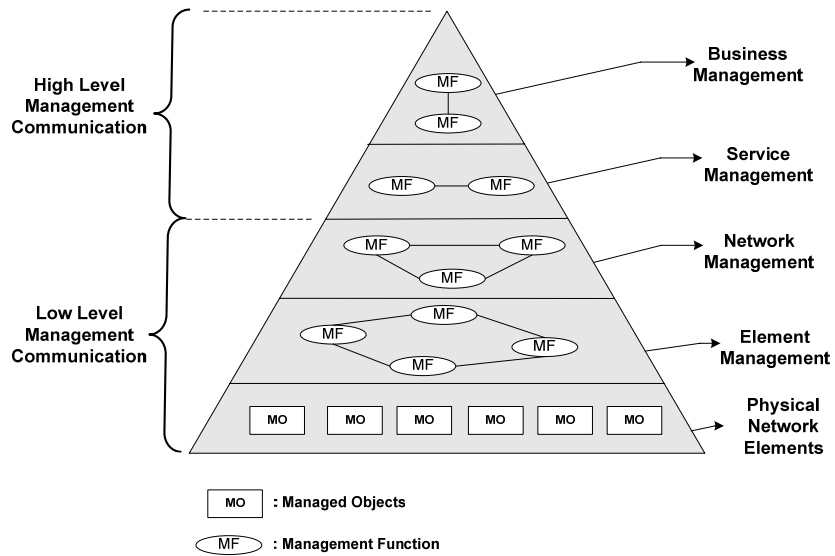 High Level
Management
Communication
Low Level
Management
Communication
MF
MF
MF MF
MF MF
MF
MF
MF
MF
MF
MO MO MO MO MO MO
Business
Management
Service
Management
Network
Management
Element
Management
Physical
Network
Elements
MO : Managed Objects
MF : Management Function